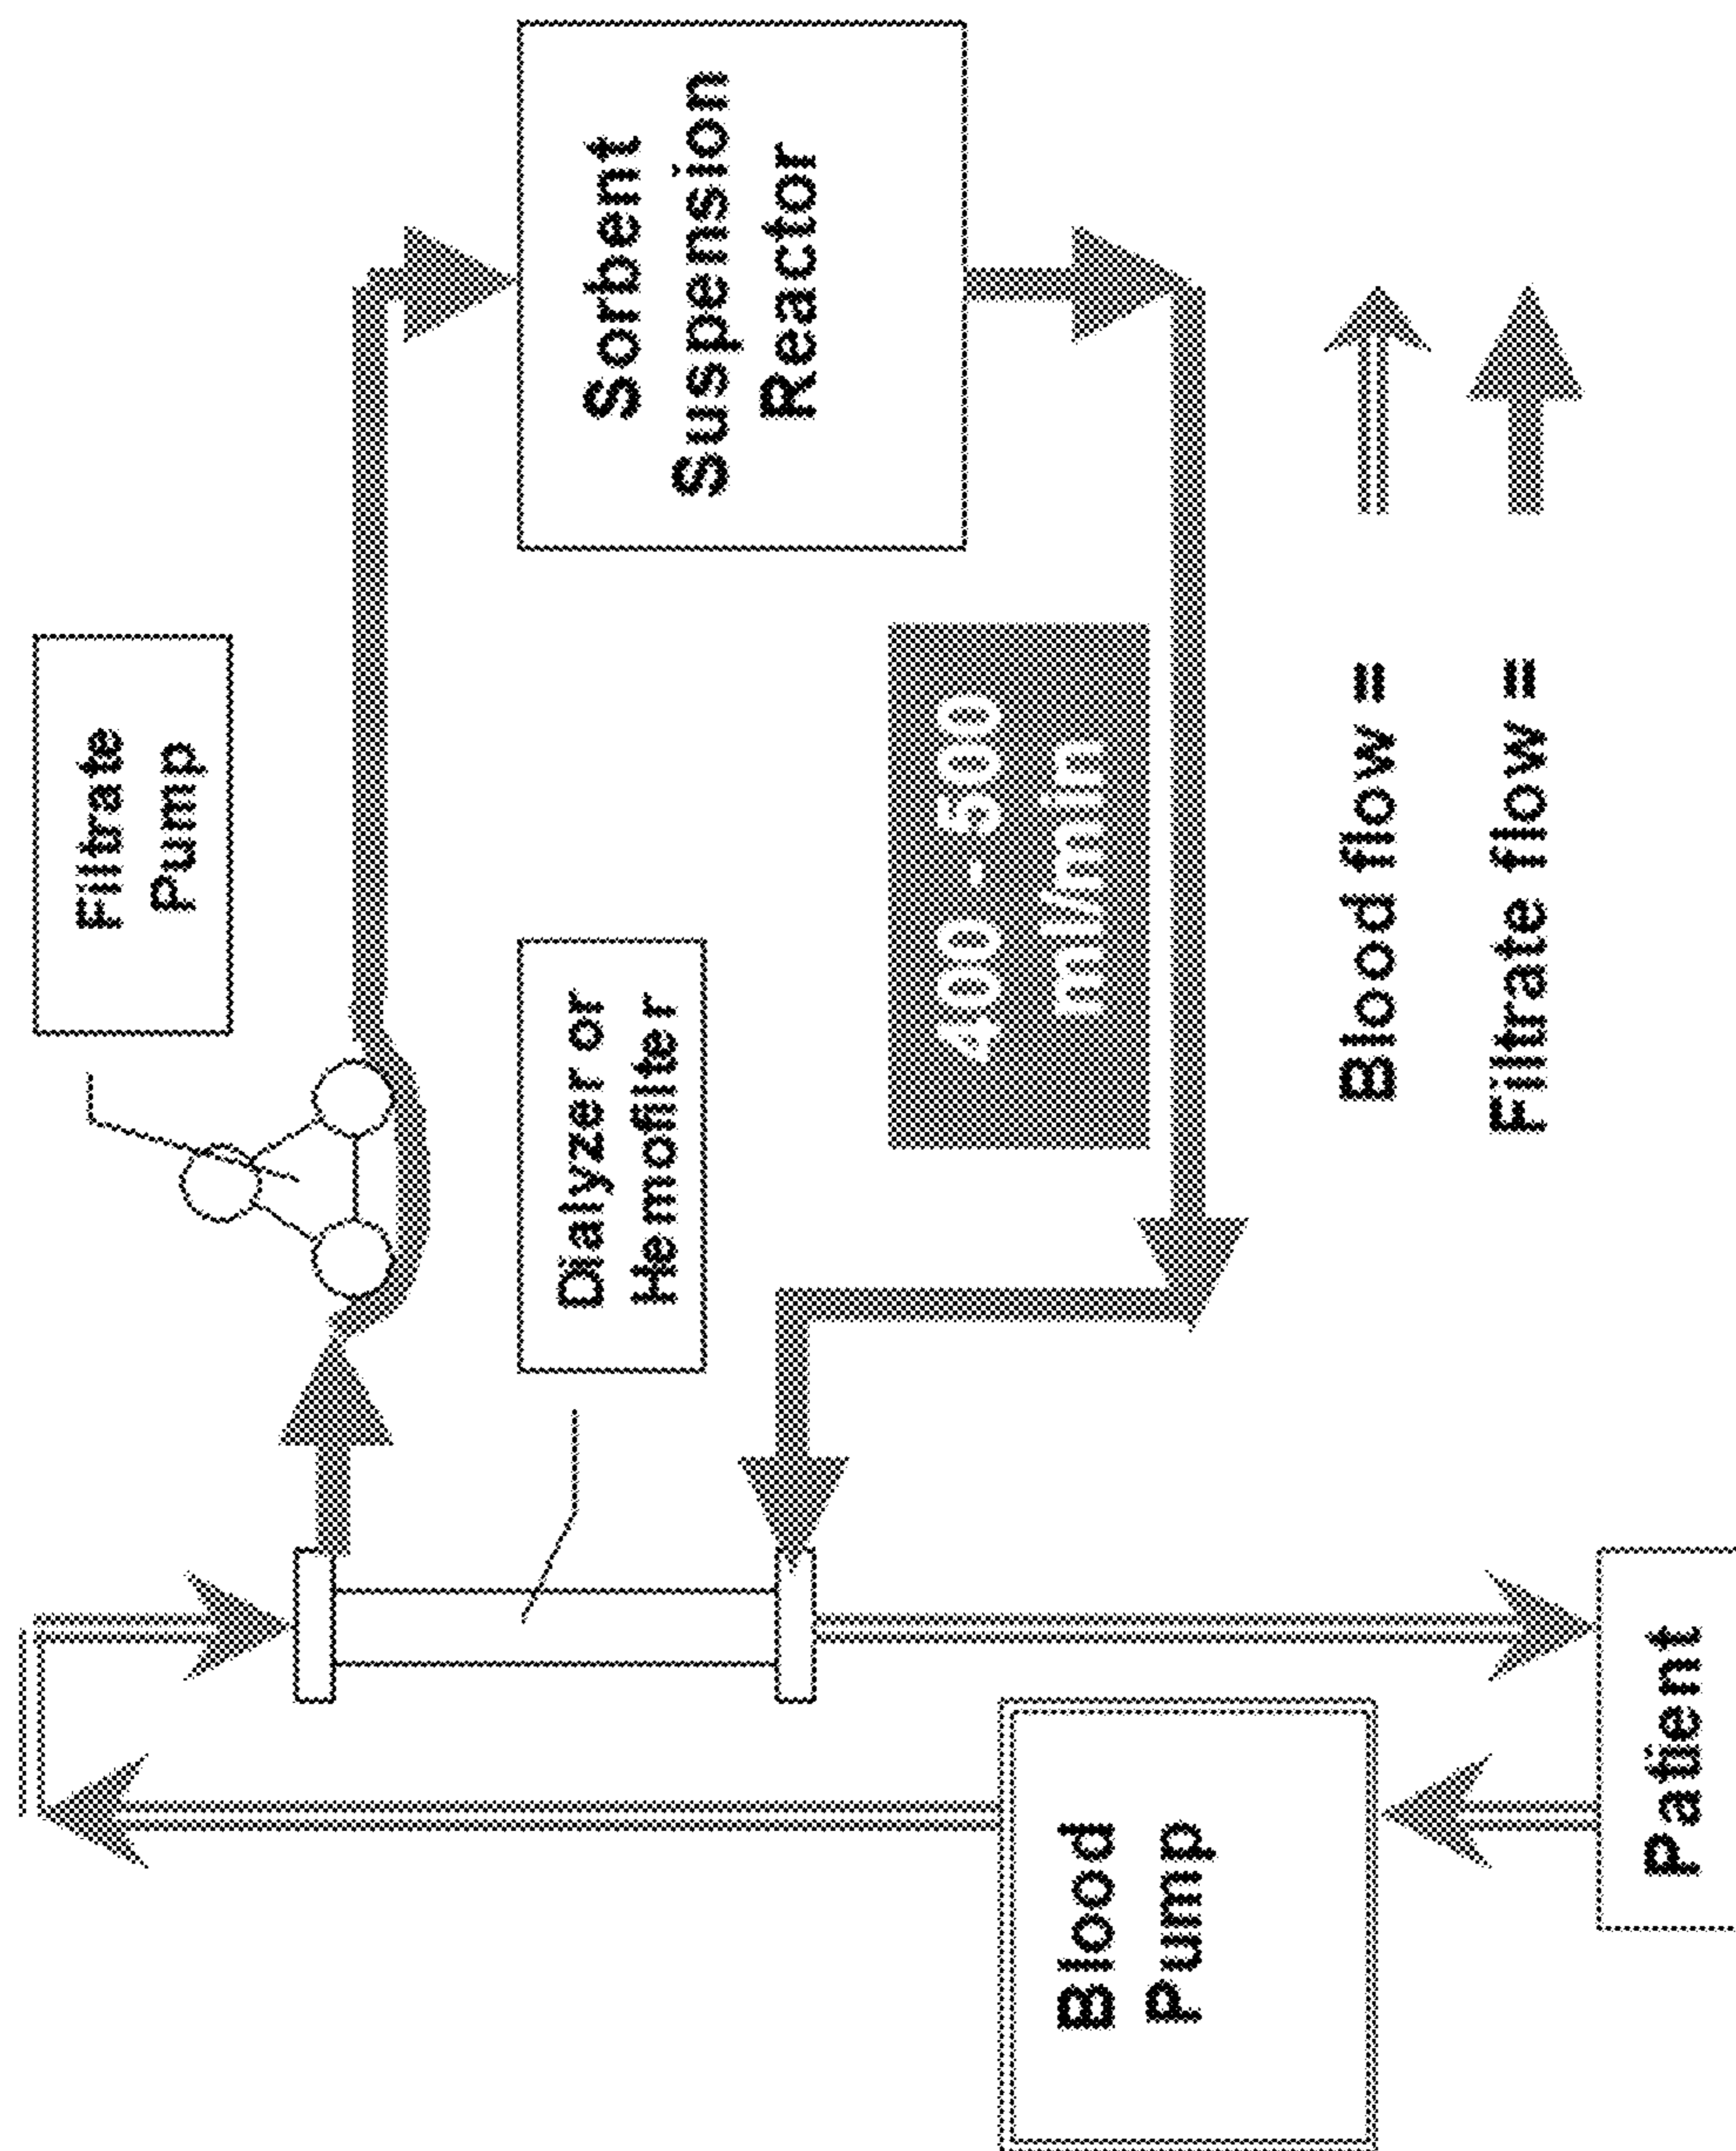 Filtrate
Pump
Dialyzer or
Hemofilter
Sorbent
Suspension
Reactor
400 - 500
ml/min
Blood
Pump
Patient
Blood flow =
Filtrate flow =